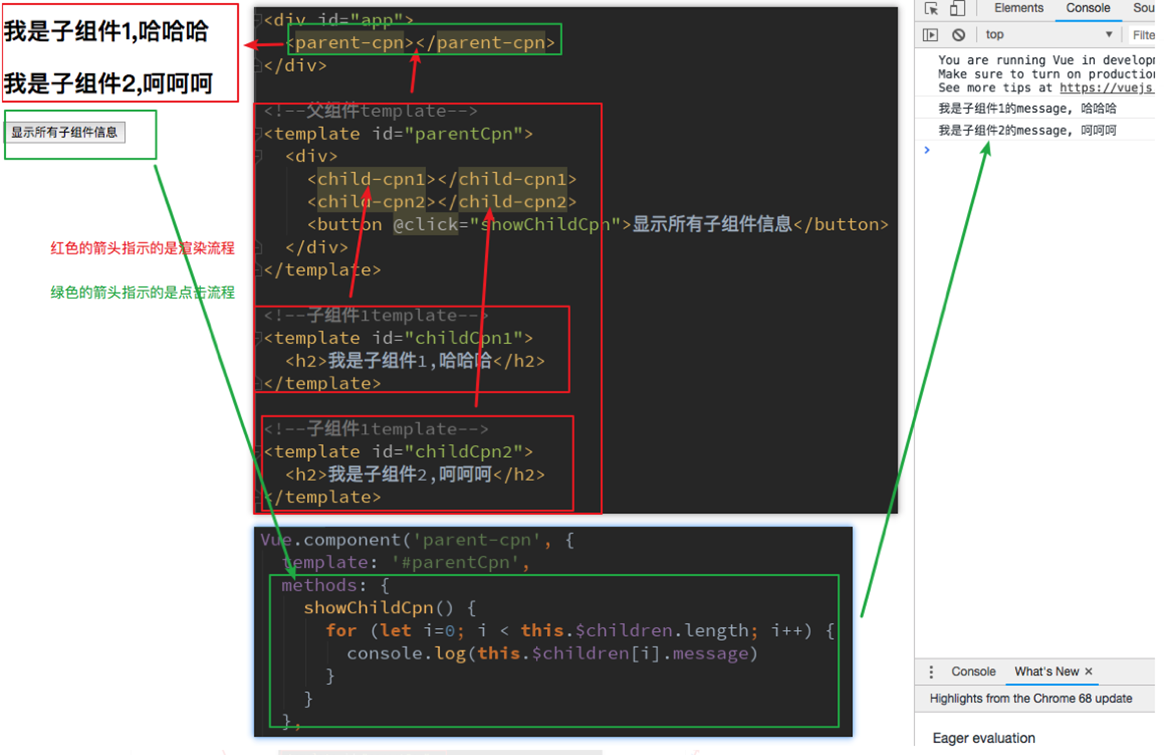 我是子组件1,哈哈哈
我是子组件2,呵呵呵
显示所有子组件信息
红色的箭头指示的是渲染流程
绿色的箭头指示的是点击流程
<div id="app">
<parent-cpn></parent-cpn>
</div>
<!--父组件template-->
<template id="parentCpn">
<div>
<child-cpn1></child-cpn1>
<child-cpn2></child-cpn2>
<button @click="showChildCpn">显示所有子组件信息</button>
</div>
</template>
<!--子组件1template-->
<template id="childCpn1">
<h2>我是子组件1,哈哈哈</h2>
</template>
<!--子组件1template-->
<template id="childCpn2">
<h2>我是子组件2,呵呵呵</h2>
</template>
Vue.component('parent-cpn', {
template: '#parentCpn',
methods: {
showChildCpn() {
for (let i=0; i < this.$children.length; i++) {
console.log(this.$children[i].message)
}
}
},
Elements Console Sou
top ▼ Filte
You are running Vue in develop
Make sure to turn on production
See more tips at https://vuejs
我是子组件1的message, 哈哈哈
我是子组件2的message, 呵呵呵
>
Console What's New ×
Highlights from the Chrome 68 update
Eager evaluation